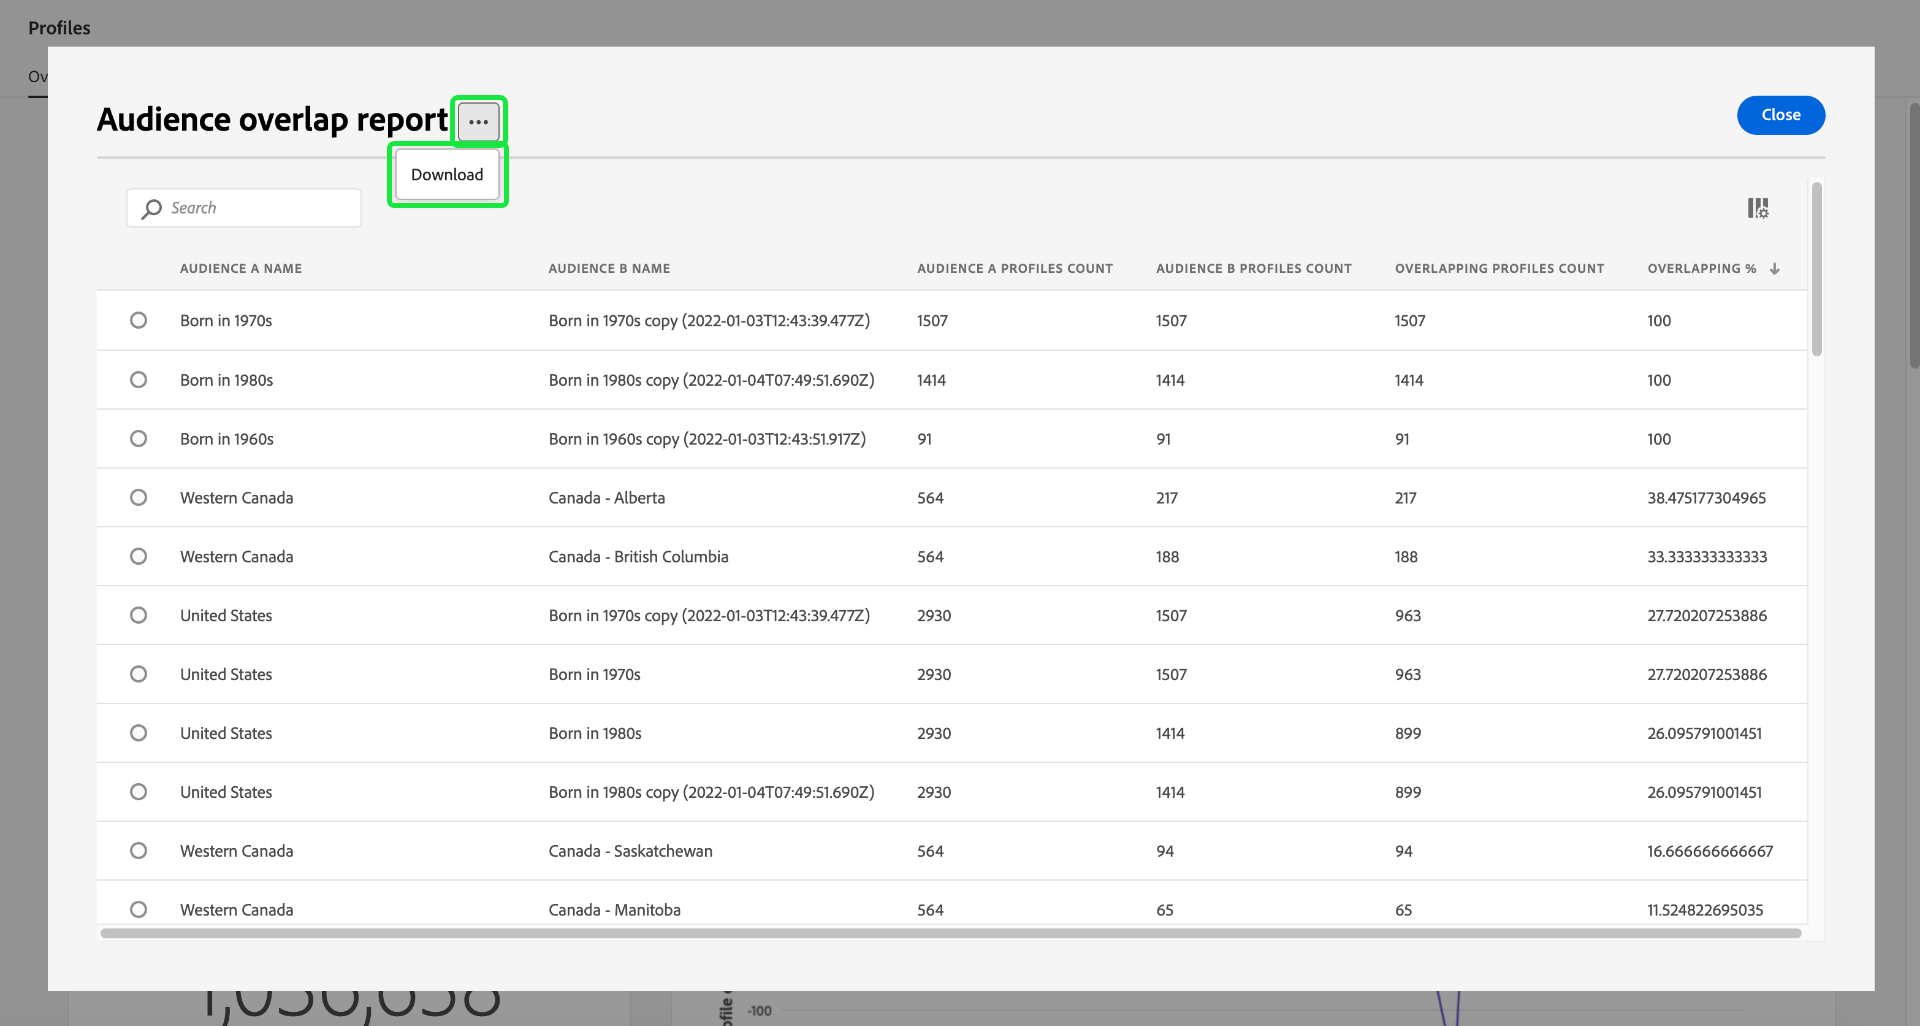 Profiles
Ov
Audience overlap report
Close
Download
Search
AUDIENCE A NAME AUDIENCE B NAME AUDIENCE A PROFILES COUNT AUDIENCE B PROFILES COUNT OVERLAPPING PROFILES COUNT OVERLAPPING %
Born in 1970s Born in 1970s copy (2022-01-03T12:43:39.477Z) 1507 1507 1507 100
Born in 1980s Born in 1980s copy (2022-01-04T07:49:51.690Z) 1414 1414 1414 100
Born in 1960s Born in 1960s copy (2022-01-03T12:43:51.917Z) 91 91 91 100
Western Canada Canada - Alberta 564 217 217 38.475177304965
Western Canada Canada - British Columbia 564 188 188 33.333333333333
United States Born in 1970s copy (2022-01-03T12:43:39.477Z) 2930 1507 963 27.720207253886
United States Born in 1970s 2930 1507 963 27.720207253886
United States Born in 1980s 2930 1414 899 26.095791001451
United States Born in 1980s copy (2022-01-04T07:49:51.690Z) 2930 1414 899 26.095791001451
Western Canada Canada - Saskatchewan 564 94 94 16.666666666667
Western Canada Canada - Manitoba 564 65 65 11.524822695035
-100